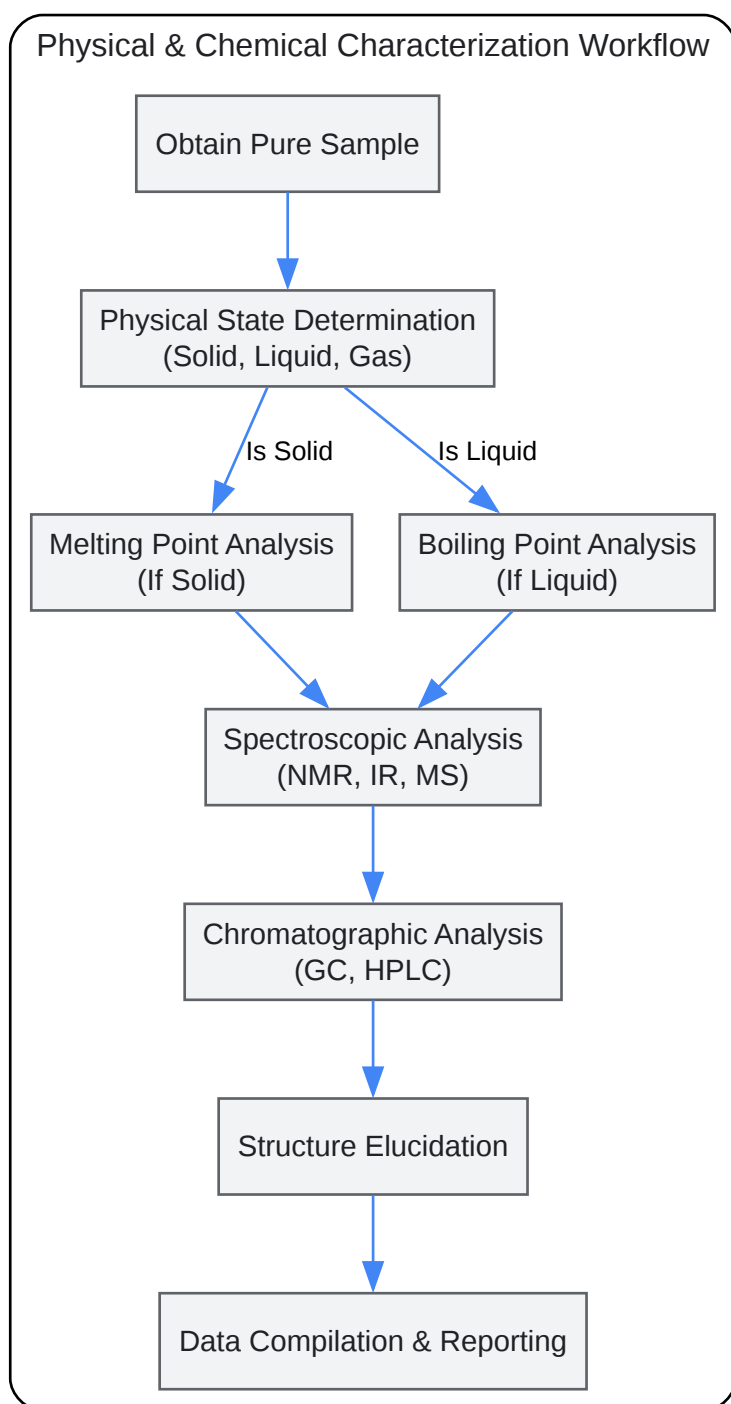 Physical & Chemical Characterization Workflow
Obtain Pure Sample
Physical State Determination
(Solid, Liquid, Gas)
Is Solid
Is Liquid
Melting Point Analysis
(If Solid)
Boiling Point Analysis
(If Liquid)
Spectroscopic Analysis
(NMR, IR, MS)
Chromatographic Analysis
(GC, HPLC)
Structure Elucidation
Data Compilation & Reporting